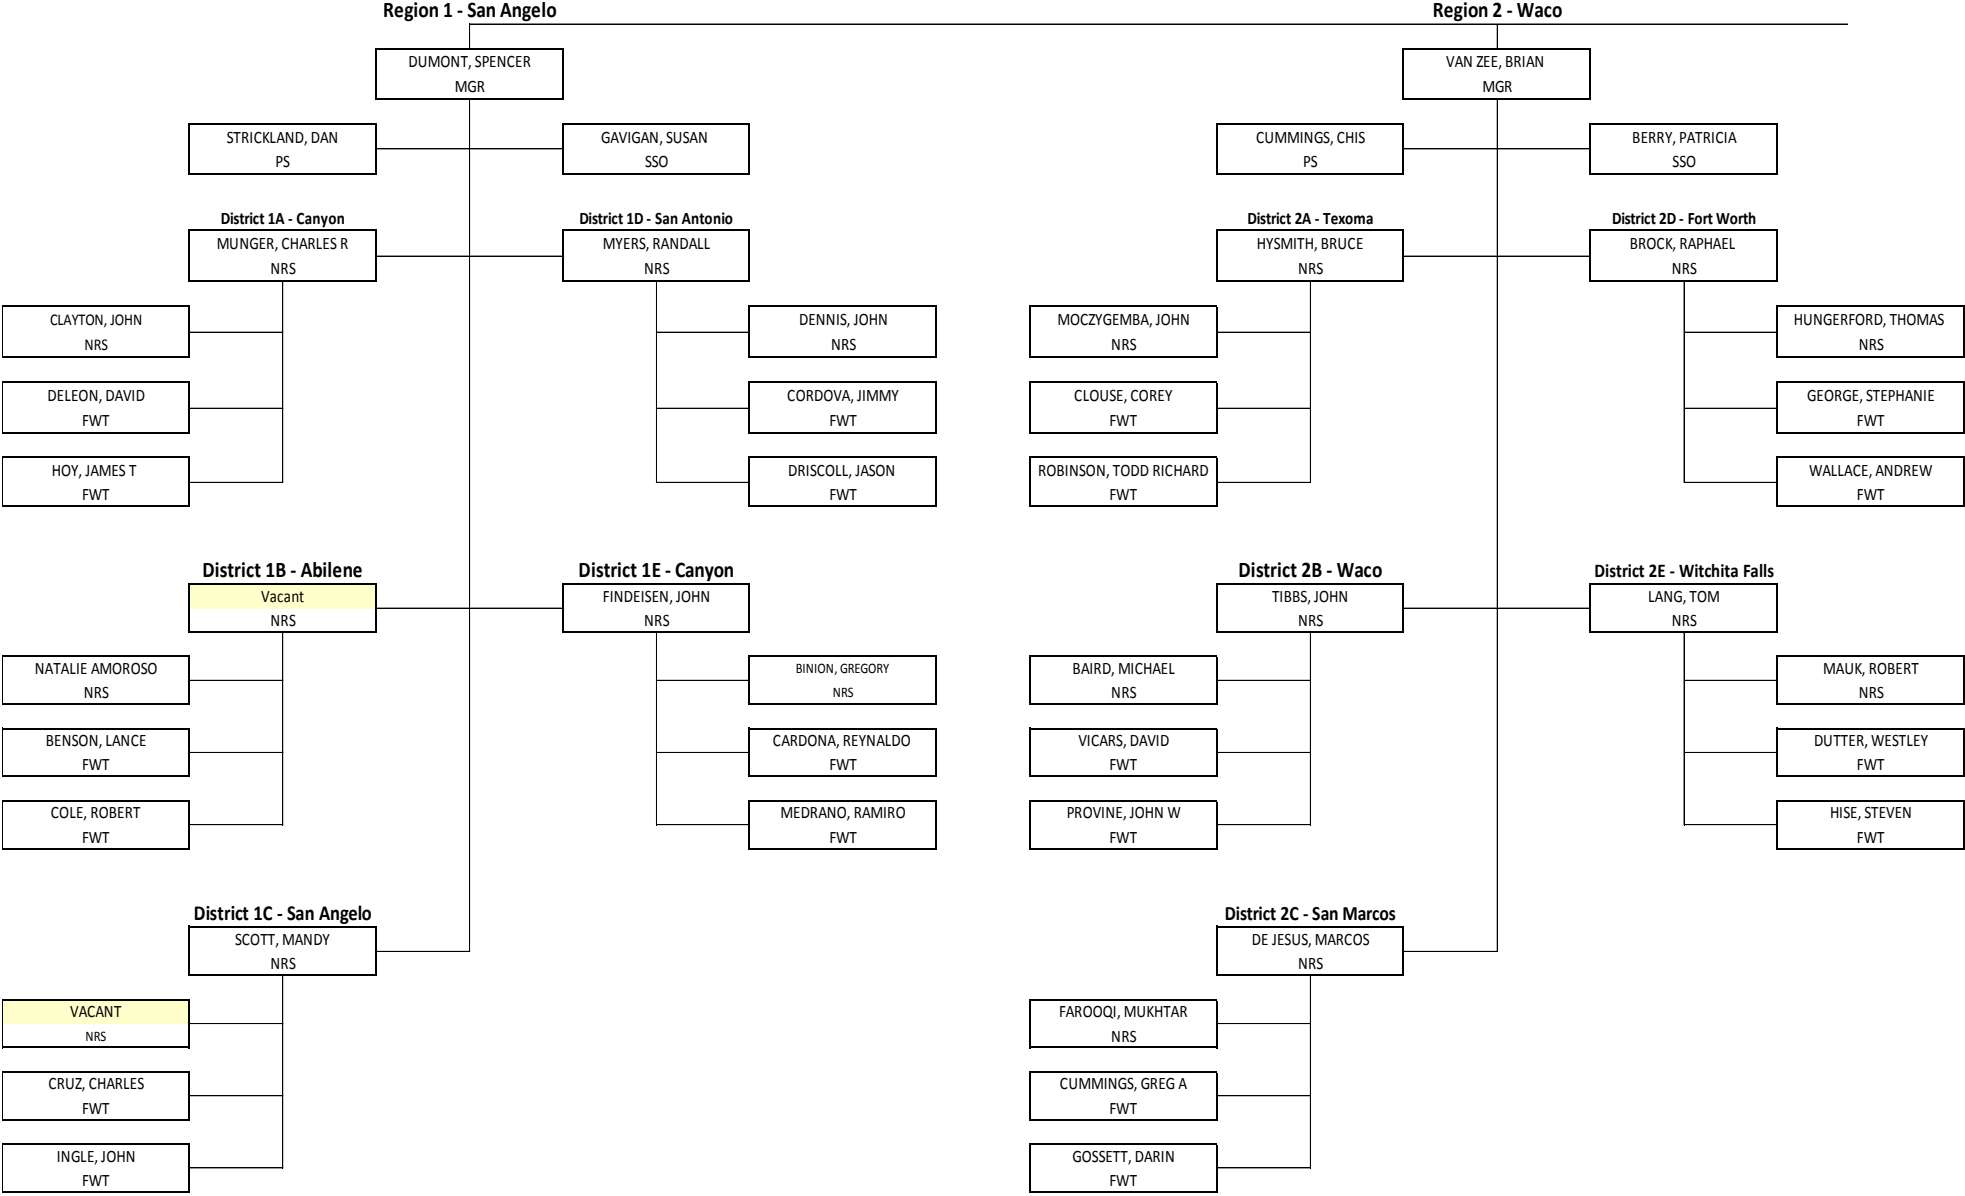 Region 1 - San Angelo
DUMONT, SPENCER
MGR
STRICKLAND, DAN
PS
GAVIGAN, SUSAN
SSO
District 1A - Canyon
MUNGER, CHARLES R
NRS
CLAYTON, JOHN
NRS
DELEON, DAVID
FWT
HOY, JAMES T
FWT
District 1D - San Antonio
MYERS, RANDALL
NRS
DENNIS, JOHN
NRS
CORDOVA, JIMMY
FWT
DRISCOLL, JASON
FWT
District 1B - Abilene
Vacant
NRS
NATALIE AMOROSO
NRS
BENSON, LANCE
FWT
COLE, ROBERT
FWT
District 1E - Canyon
FINDEISEN, JOHN
NRS
BINION, GREGORY
NRS
CARDONA, REYNALDO
FWT
MEDRANO, RAMIRO
FWT
District 1C - San Angelo
SCOTT, MANDY
NRS
VACANT
NRS
CRUZ, CHARLES
FWT
INGLE, JOHN
FWT
Region 2 - Waco
VAN ZEE, BRIAN
MGR
CUMMINGS, CHIS
PS
BERRY, PATRICIA
SSO
District 2A - Texoma
HYSMITH, BRUCE
NRS
MOCZYGEMBA, JOHN
NRS
CLOUSE, COREY
FWT
ROBINSON, TODD RICHARD
FWT
District 2D - Fort Worth
BROCK, RAPHAEL
NRS
HUNGERFORD, THOMAS
NRS
GEORGE, STEPHANIE
FWT
WALLACE, ANDREW
FWT
District 2B - Waco
TIBBS, JOHN
NRS
BAIRD, MICHAEL
NRS
VICARS, DAVID
FWT
PROVINE, JOHN W
FWT
District 2E - Witchita Falls
LANG, TOM
NRS
MAUK, ROBERT
NRS
DUTTER, WESTLEY
FWT
HISE, STEVEN
FWT
District 2C - San Marcos
DE JESUS, MARCOS
NRS
FAROOQI, MUKHTAR
NRS
CUMMINGS, GREG A
FWT
GOSSETT, DARIN
FWT